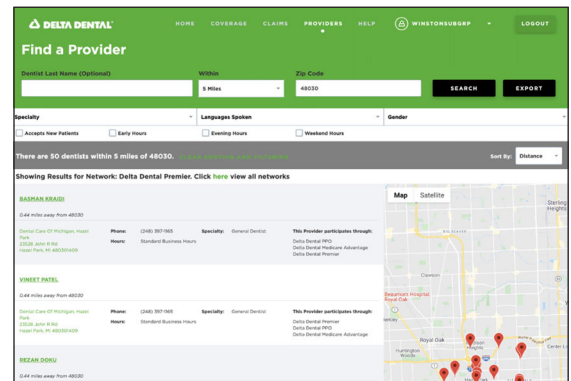 DELTA DENTAL
HOME COVERAGE CLAIMS PROVIDERS HELP WINSTONSUBGRP LOGOUT
Find a Provider
Dentist Last Name (Optional) Within Zip Code
5 Miles 48030 SEARCH EXPORT
Specialty Languages Spoken Gender
Accepts New Patients Early Hours Evening Hours Weekend Hours
There are 50 dentists within 5 miles of 48030.
Sort By: Distance
Showing Results for Network: Delta Dental Premier. Click here view all networks
Map Satellite
BASMAN KRAIDI
0.44 miles away from 48030
Dental Care Of Michigan, Hazel Park
Phone: (248) 397-1165 Specialty: General Dentist This Provider participates through:
23128 John R Rd
Hours: Standard Business Hours Delta Dental PPO
Hazel Park, MI
Delta Dental Medicare Advantage
Delta Dental Premier
VINEET PATEL
0.44 miles away from 48030
Dental Care Of Michigan, Hazel Park
Phone: (248) 397-1165 Specialty: General Dentist This Provider participates through:
23128 John R Rd
Hours: Standard Business Hours Delta Dental Premier
Hazel Park, MI
Delta Dental PPO
Delta Dental Medicare Advantage
REZAN DOKU
0.44 miles away from 48030
Sterling Heights
Clawson
Beaumont Hospital Royal Oak
Royal Oak
Huntington Woods